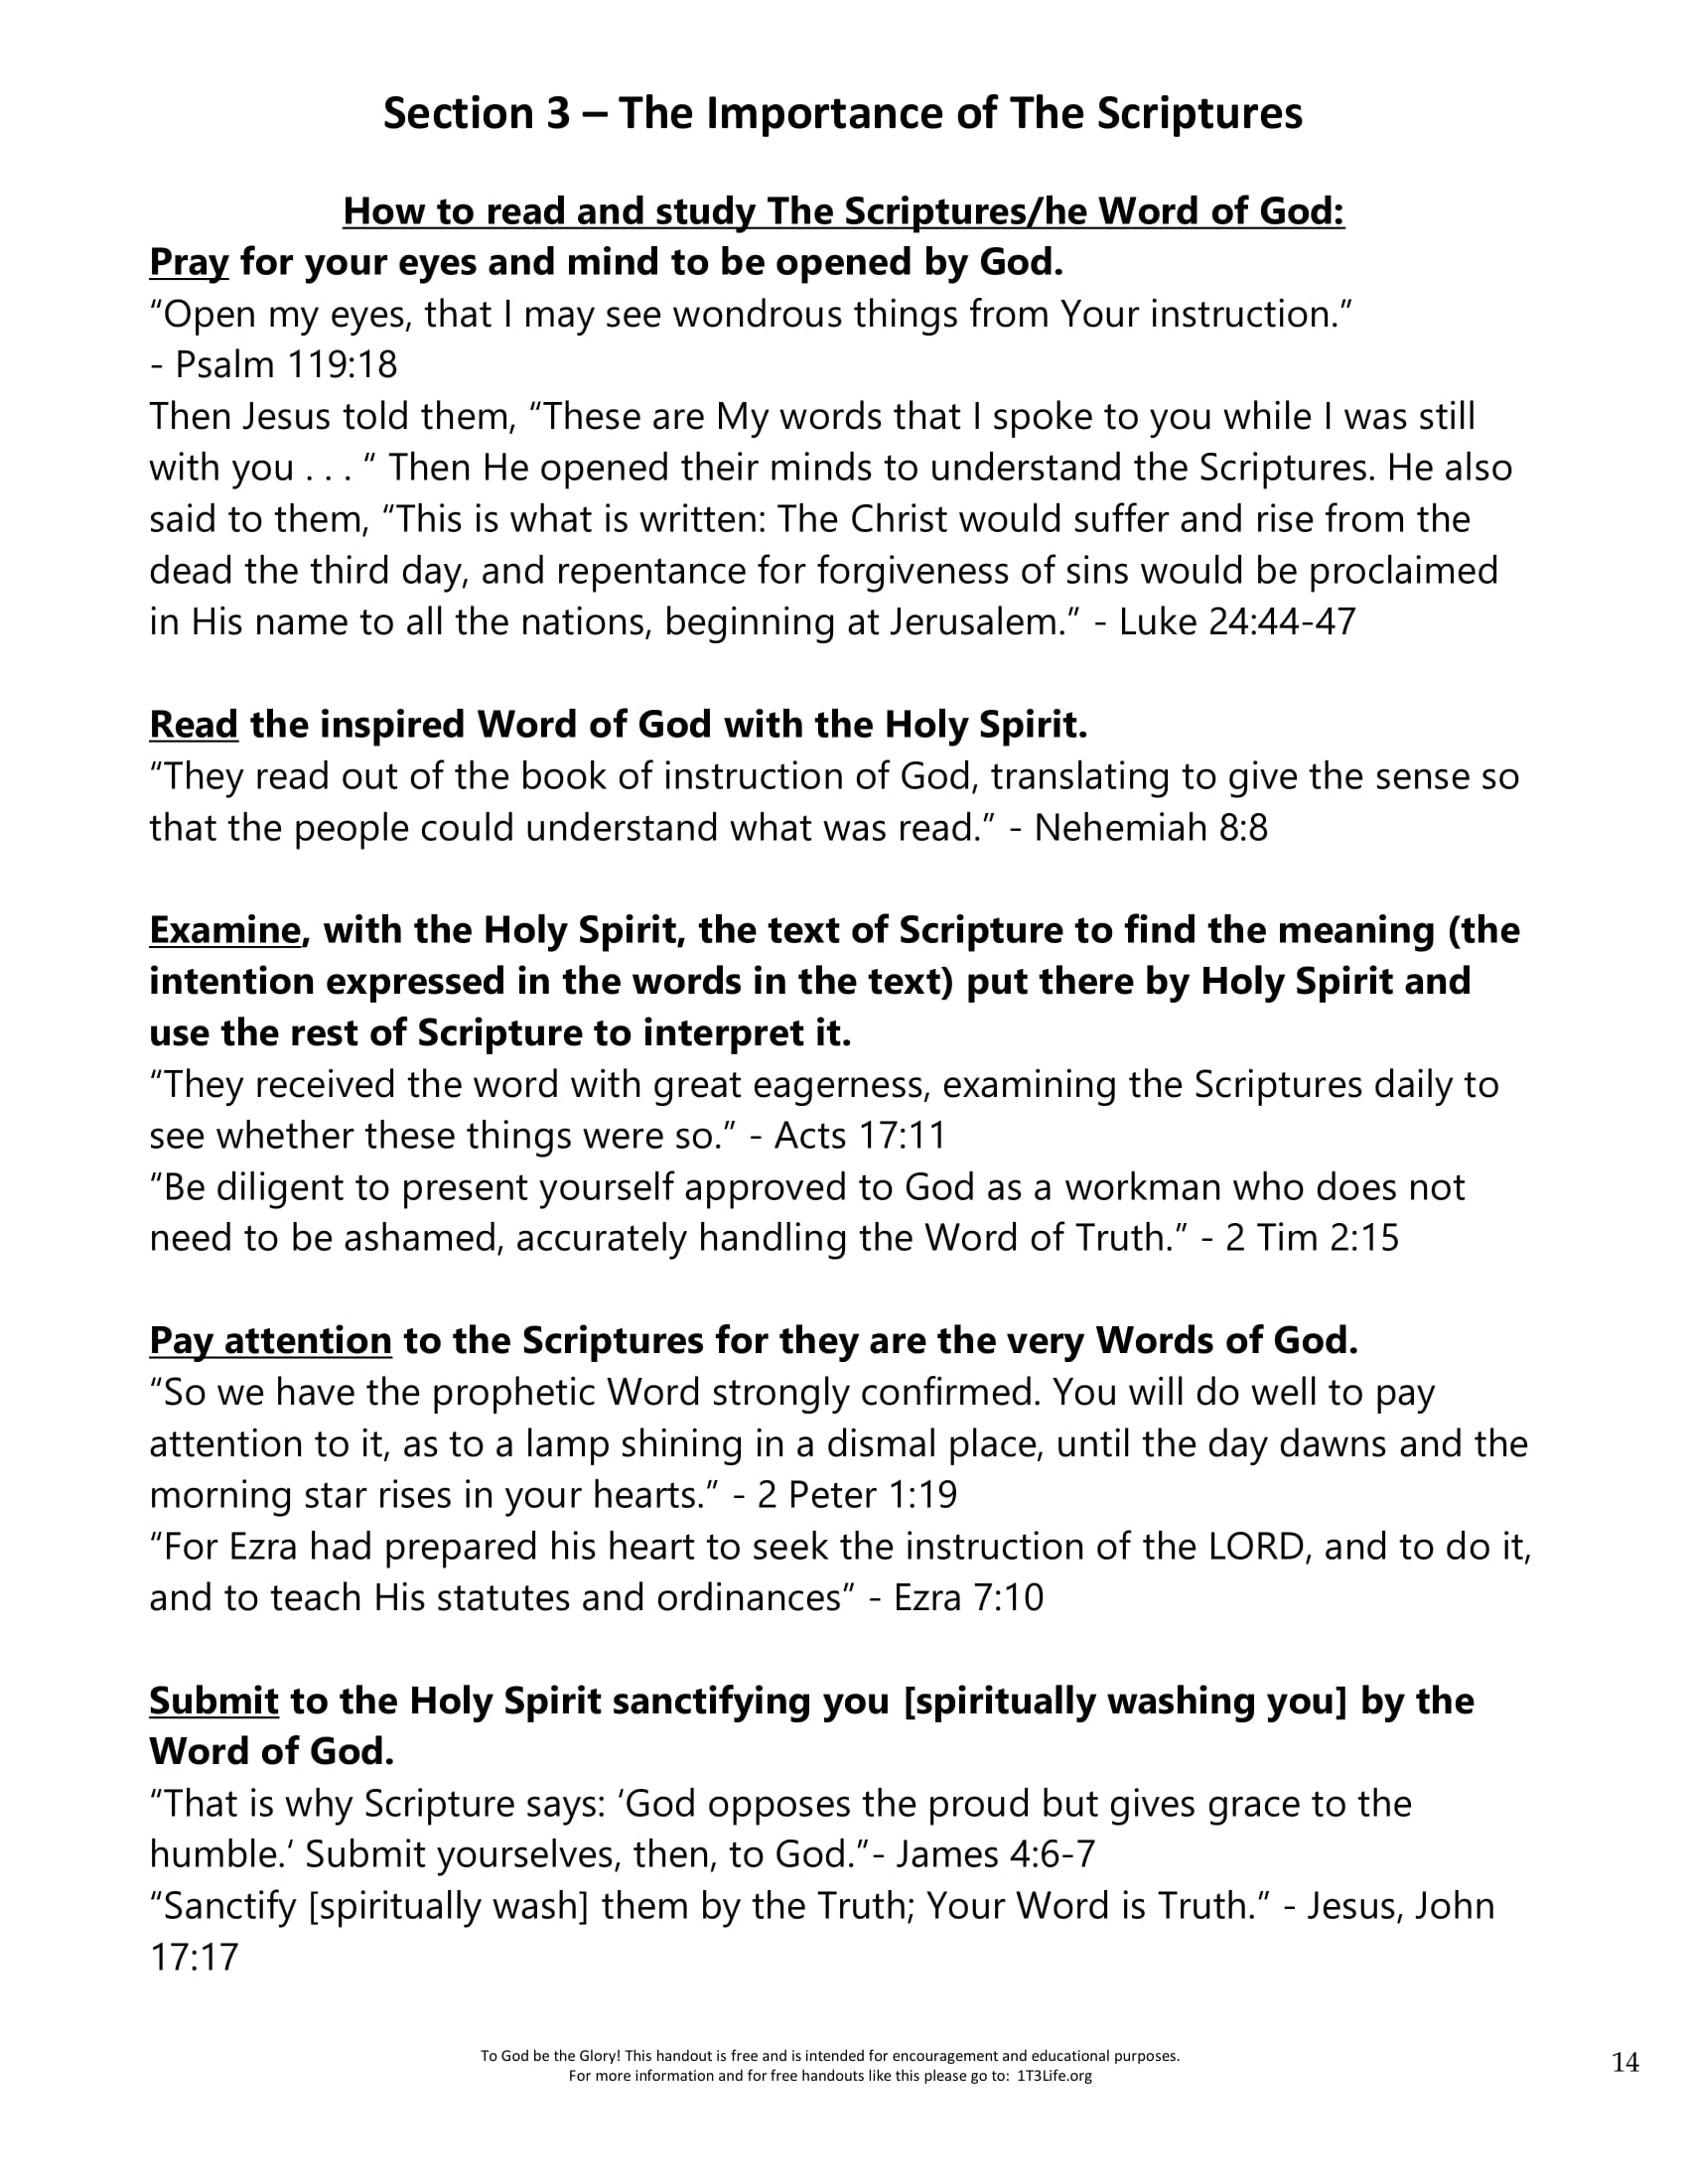 Section 3 – The Importance of The Scriptures
How to read and study The Scriptures/he Word of God:
Pray for your eyes and mind to be opened by God.
“Open my eyes, that I may see wondrous things from Your instruction.”
- Psalm 119:18
Then Jesus told them, “These are My words that I spoke to you while I was still
with you . . . “ Then He opened their minds to understand the Scriptures. He also
said to them, “This is what is written: The Christ would suffer and rise from the
dead the third day, and repentance for forgiveness of sins would be proclaimed
in His name to all the nations, beginning at Jerusalem.” - Luke 24:44-47
Read the inspired Word of God with the Holy Spirit.
“They read out of the book of instruction of God, translating to give the sense so
that the people could understand what was read.” - Nehemiah 8:8
Examine, with the Holy Spirit, the text of Scripture to find the meaning (the
intention expressed in the words in the text) put there by Holy Spirit and
use the rest of Scripture to interpret it.
“They received the word with great eagerness, examining the Scriptures daily to
see whether these things were so.” - Acts 17:11
“Be diligent to present yourself approved to God as a workman who does not
need to be ashamed, accurately handling the Word of Truth.” - 2 Tim 2:15
Pay attention to the Scriptures for they are the very Words of God.
“So we have the prophetic Word strongly confirmed. You will do well to pay
attention to it, as to a lamp shining in a dismal place, until the day dawns and the
morning star rises in your hearts.” - 2 Peter 1:19
“For Ezra had prepared his heart to seek the instruction of the LORD, and to do it,
and to teach His statutes and ordinances” - Ezra 7:10
Submit to the Holy Spirit sanctifying you [spiritually washing you] by the
Word of God.
“That is why Scripture says: ‘God opposes the proud but gives grace to the
humble.‘ Submit yourselves, then, to God.”- James 4:6-7
“Sanctify [spiritually wash] them by the Truth; Your Word is Truth.” - Jesus, John
17:17
To God be the Glory! This handout is free and is intended for encouragement and educational purposes.
For more information and for free handouts like this please go to: 1T3Life.org
14